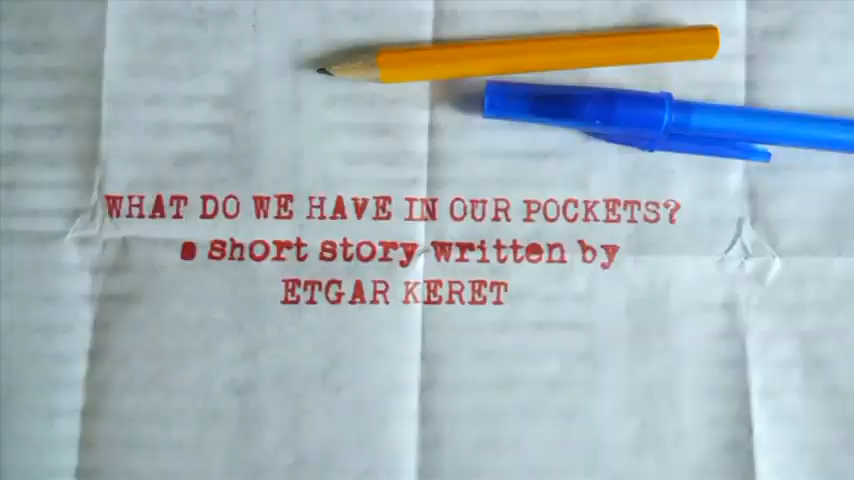 WHAT DO WE HAVE IN OUR POCKETS?
a short story written by
ETGAR KERET